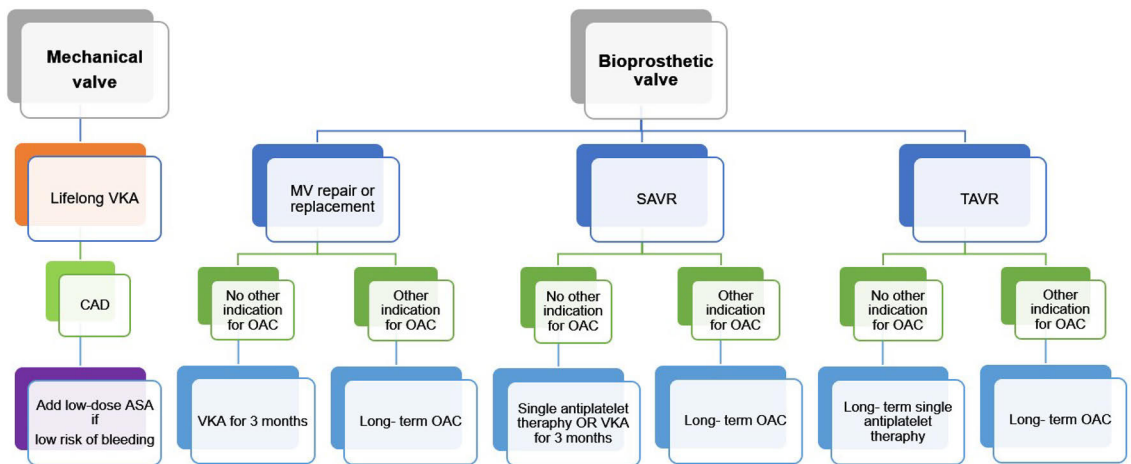 Mechanical
valve
Bioprosthetic
valve
Lifelong VKA
MV repair or
replacement
SAVR
TAVR
CAD
No other
indication
for OAC
Other
indication
for OAC
No other
indication
for OAC
Other
indication
for OAC
No other
indication
for OAC
Other
indication
for OAC
Add low-dose ASA
if
low risk of bleeding
VKA for 3 months
Long- term OAC
Single antiplatelet
theraphy OR VKA
for 3 months
Long- term OAC
Long- term single
antiplatelet
theraphy
Long- term OAC